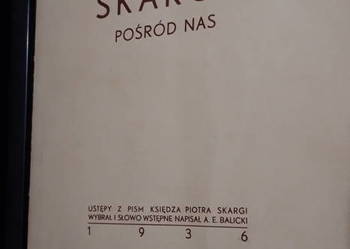 POŚRÓD NAS
USTĘPY Z PISM KSIĘDZA PIOTRA SKARGI
WYBRAŁ I SŁOWO WSTĘPNE NAPISAŁ A. E. BALICKI
1 9 3 6